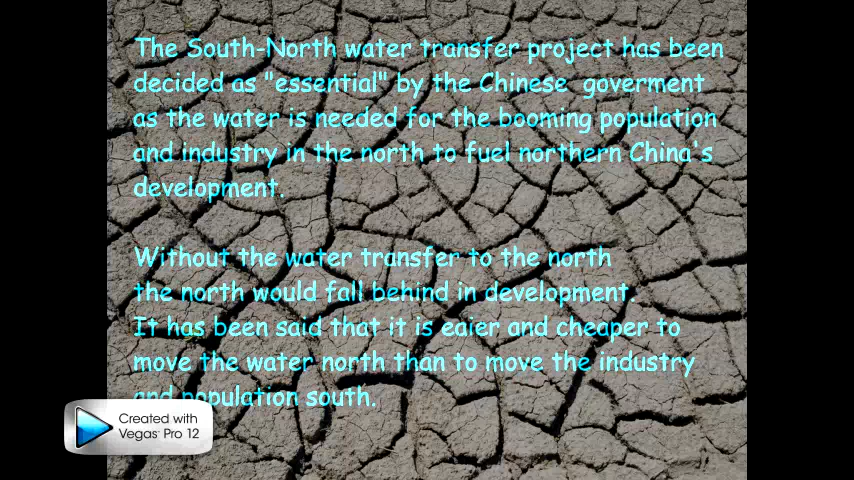 The South-North water transfer project has been
decided as "essential" by the Chinese goverment
as the water is needed for the booming population
and industry in the north to fuel northern China's
development.
Without the water transfer to the north
the north would fall behind in development.
It has been said that it is eaier and cheaper to
move the water north than to move the industry
and population south.
Created with
Vegas Pro 12